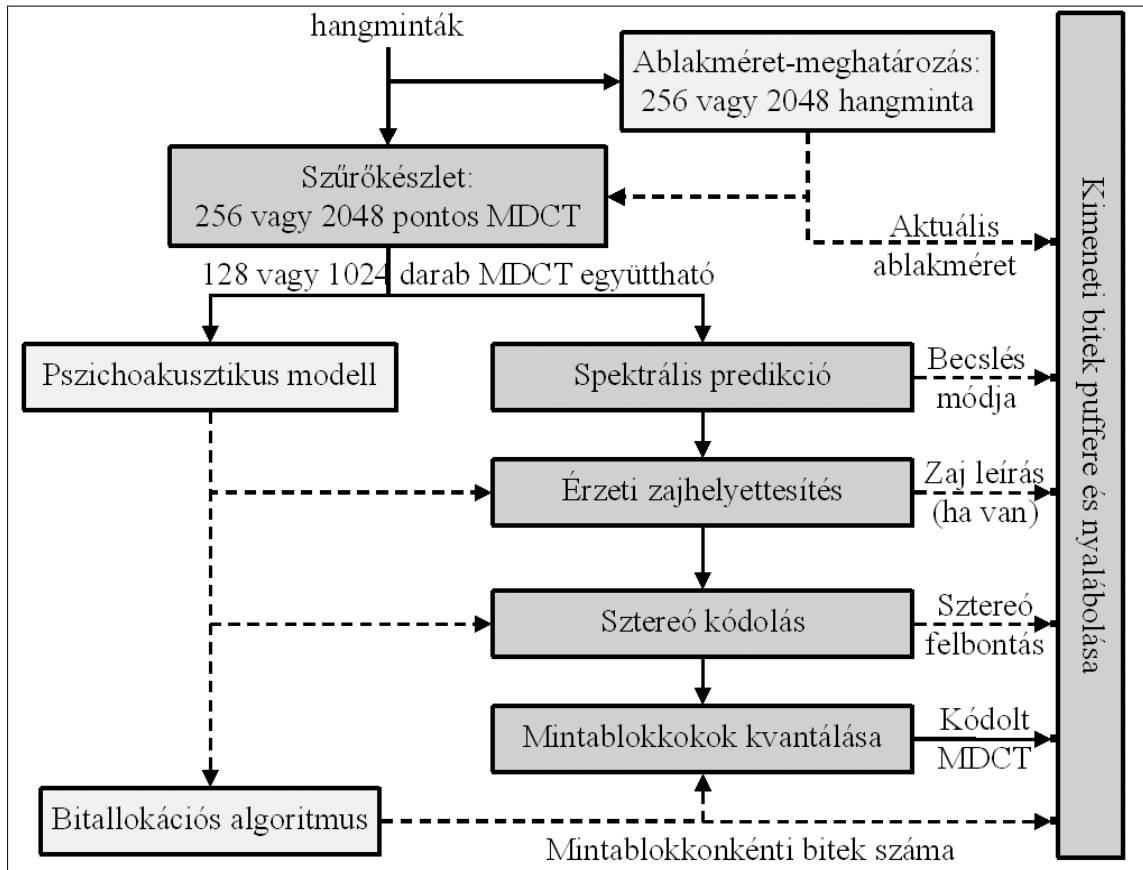 hangminták
Ablakméret-meghatározás:
256 vagy 2048 hangminta
Szűrőkészlet:
256 vagy 2048 pontos MDCT
Aktuális
ablakméret
128 vagy 1024 darab MDCT együttható
Pszichoakusztikus modell
Spektrális predikció
Becslés
módja
Érzeti zajhelyettesítés
Zaj leírás
(ha van)
Sztereó kódolás
Sztereó
felbontás
Mintablokkokok kvantálása
Kódolt
MDCT
Bitallokációs algoritmus
Mintablokkonkénti bitek száma
Kimeneti bitek puffere és nyalábolása